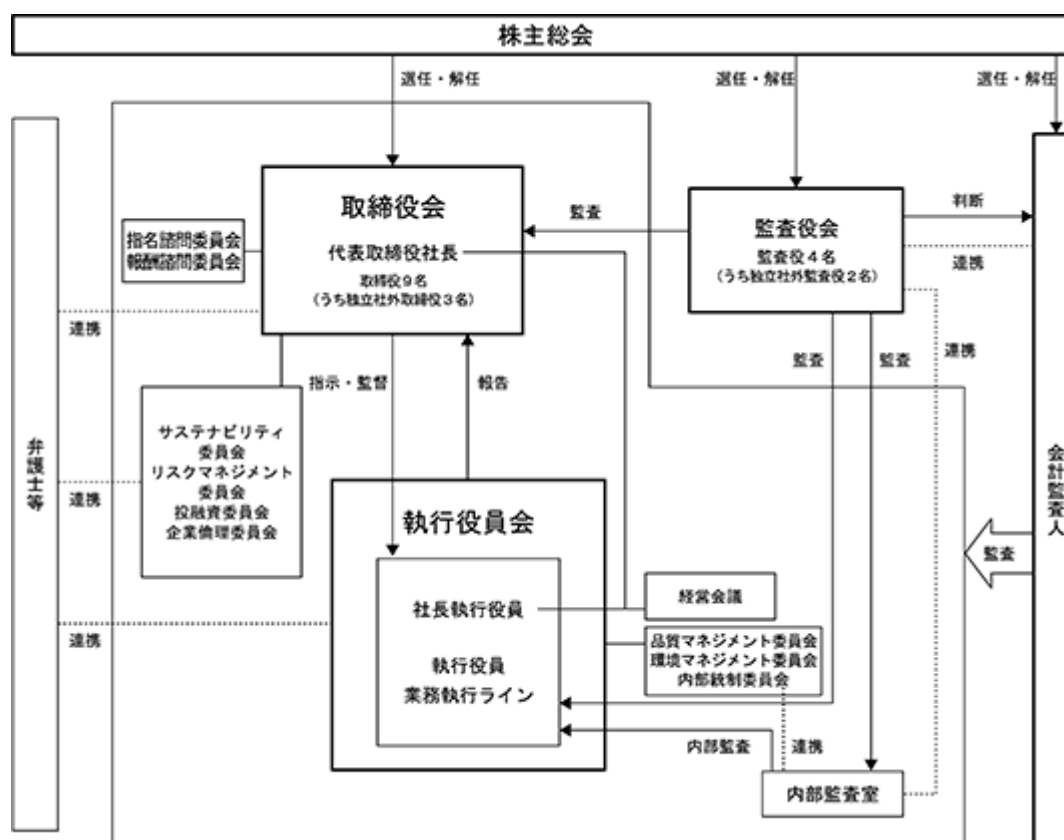 株主総会
選任・解任
選任・解任
選任・解任
取締役会
代表取締役社長
取締役9名
（うち独立社外取締役3名）
監査
監査役会
監査役4名
（うち独立社外監査役2名）
判断
連携
指名諮問委員会
報酬諮問委員会
連携
指示・監督
報告
監査
監査
連携
サステナビリティ
委員会
リスクマネジメント
委員会
投融資委員会
企業倫理委員会
弁護士等
連携
会計監査人
監査
執行役員会
社長執行役員
執行役員
業務執行ライン
経営会議
品質マネジメント委員会
環境マネジメント委員会
内部統制委員会
連携
内部監査
連携
内部監査室